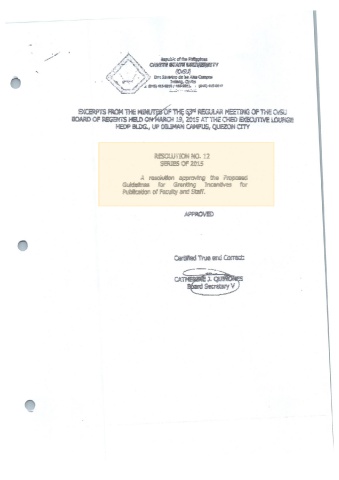 Republic of the Philippines
CAVITE STATE UNIVERSITY
(CvSU)
Don Severino de las Alas Campus
Indang, Cavite
EXCERPTS FROM THE MINUTES OF THE 53RD REGULAR MEETING OF THE CvSU
BOARD OF REGENTS HELD ON MARCH 19, 2015 AT THE CHED EXECUTIVE LOUNGE
HEDF BLDG., UP DILIMAN CAMPUS, QUEZON CITY
RESOLUTION NO. 12
SERIES OF 2015
A resolution approving the Proposed
Guidelines for Granting Incentives for
Publication of Faculty and Staff.
APPROVED
Certified True and Correct:
CATHERINE J. QUIÑONES
Board Secretary V